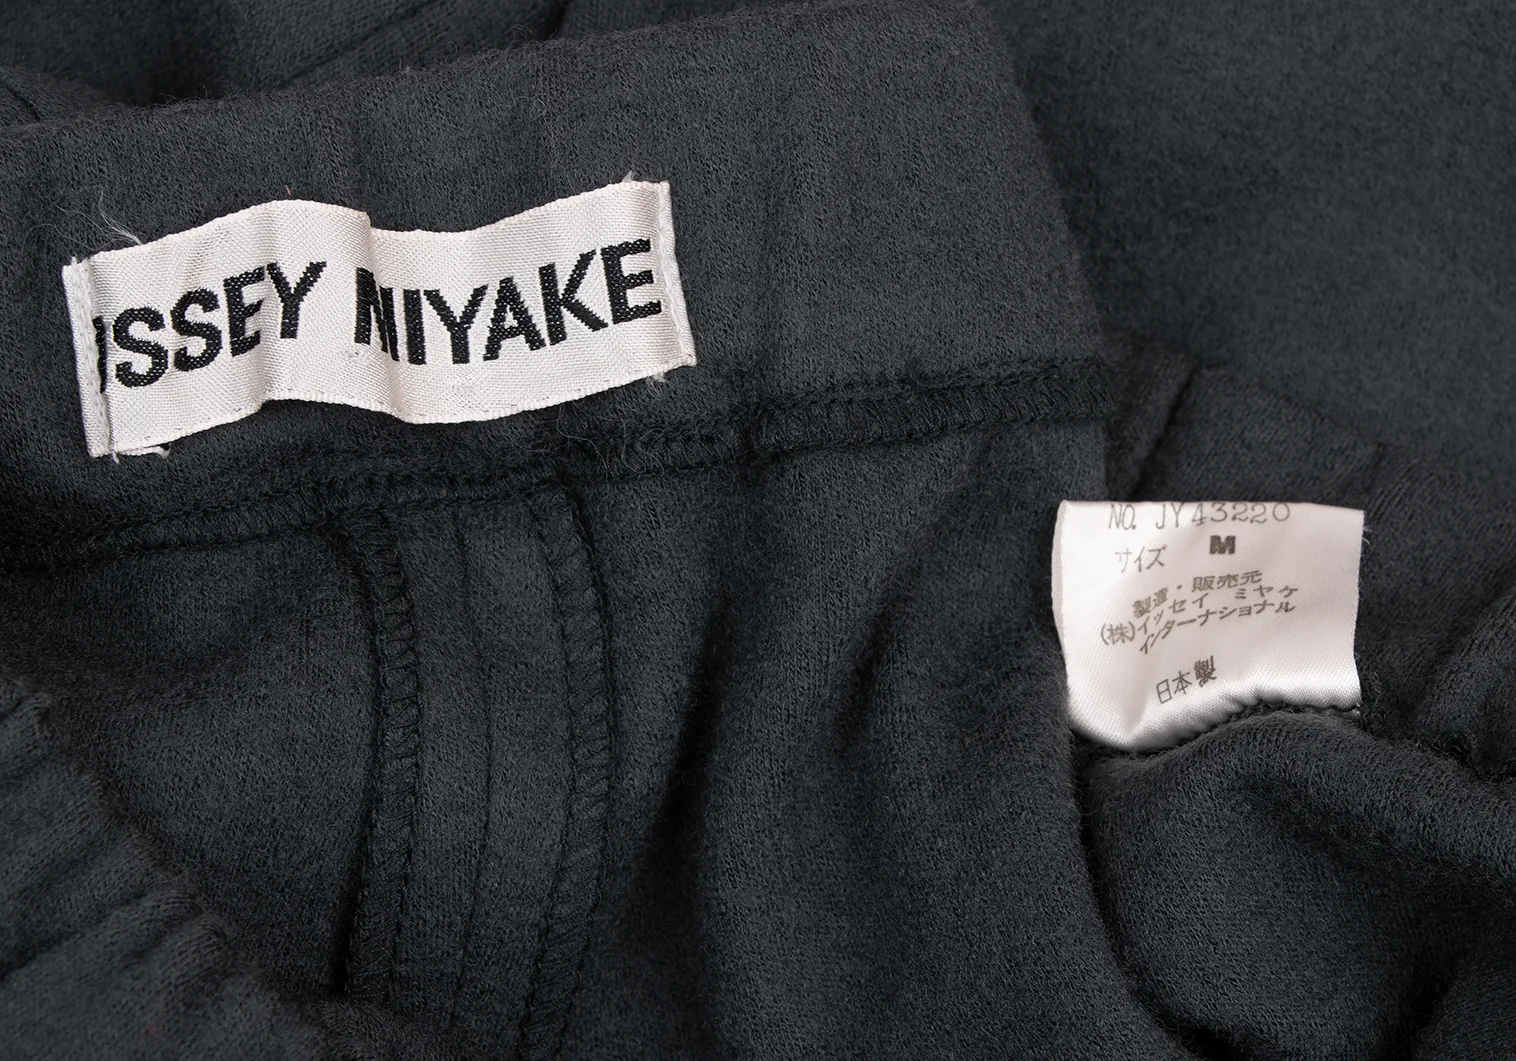 ISSEY MIYAKE
NO. JY43220
サイズ M
製造・販売元
(株)イッセイ ミヤケ
インターナショナル
日本製